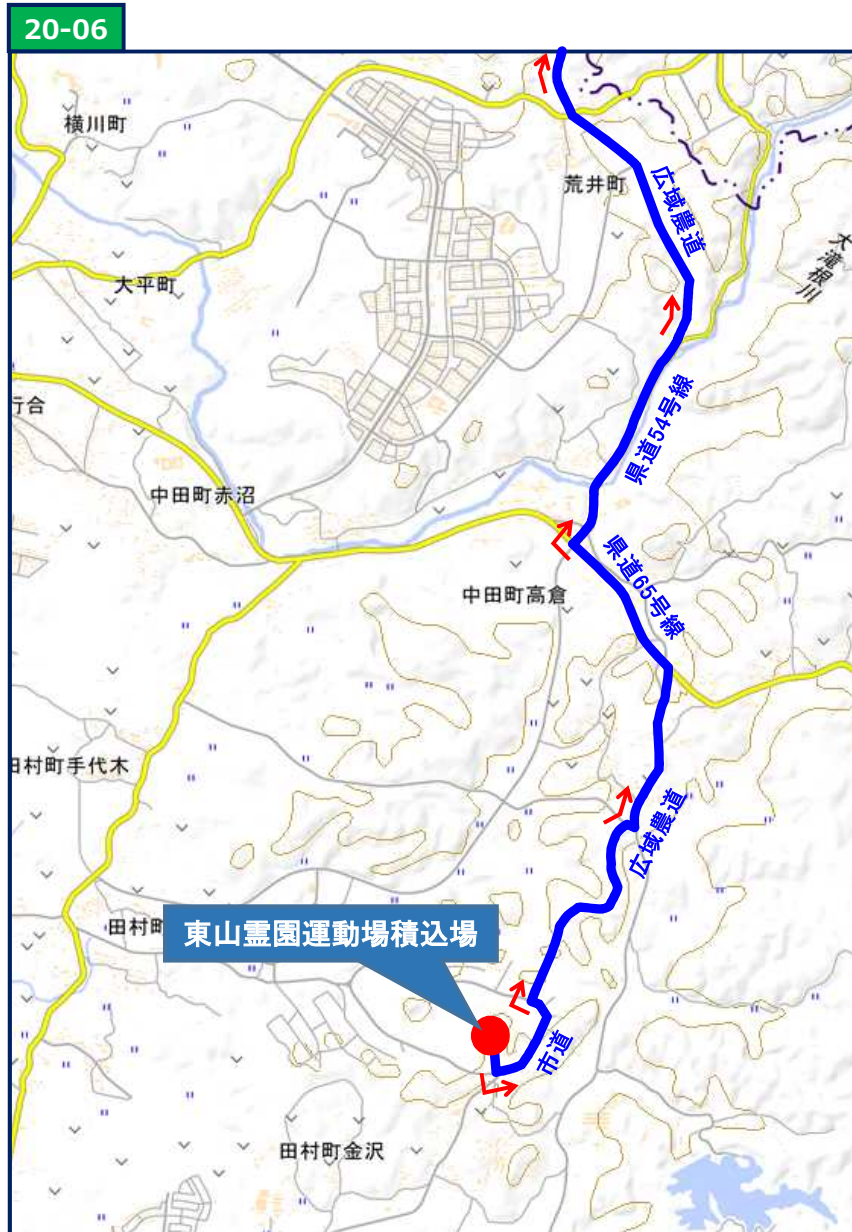 20-06
横川町
荒井町
広域農道
大滝根川
大平町
県道54号線
行合
中田町赤沼
県道65号線
中田町高倉
田村町手代木
広域農道
田村町
東山霊園運動場積込場
市道
田村町金沢